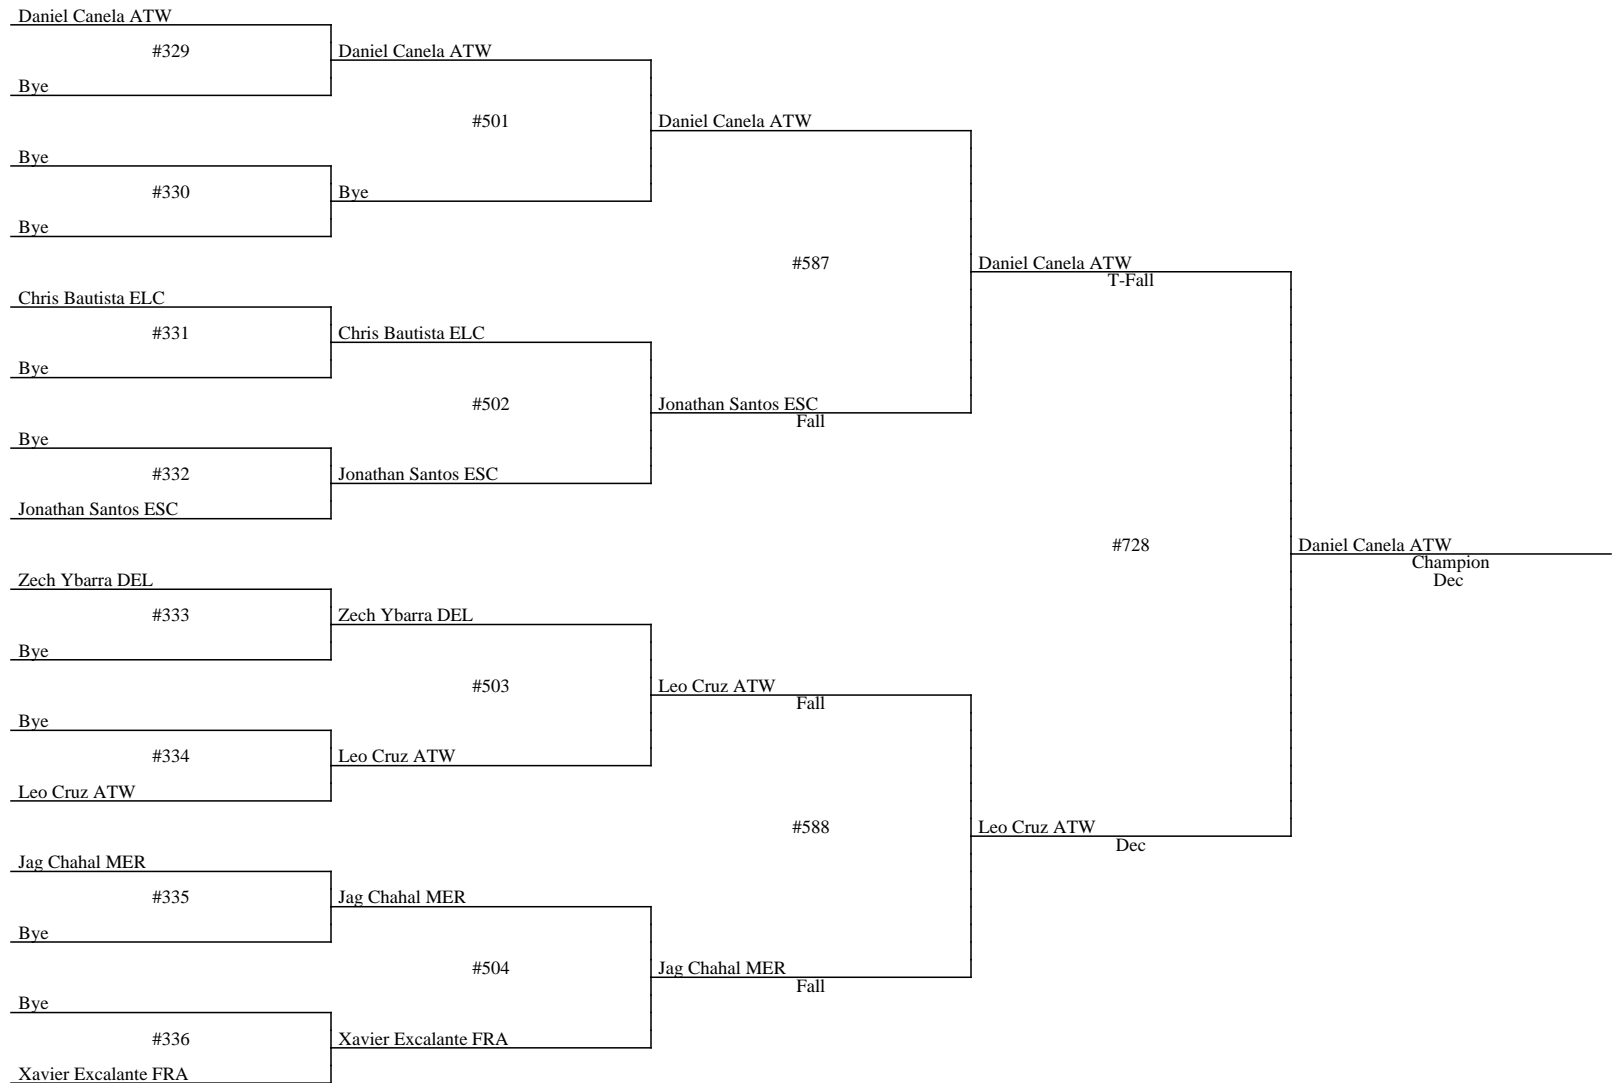 Daniel Canela ATW
#329
Daniel Canela ATW
Bye
#501
Daniel Canela ATW
Bye
#330
Bye
Bye
#587
Daniel Canela ATW
T-Fall
Chris Bautista ELC
#331
Chris Bautista ELC
Bye
#502
Jonathan Santos ESC
Fall
Bye
#332
Jonathan Santos ESC
Jonathan Santos ESC
#728
Daniel Canela ATW
Champion
Dec
Zech Ybarra DEL
#333
Zech Ybarra DEL
Bye
#503
Leo Cruz ATW
Fall
Bye
#334
Leo Cruz ATW
Leo Cruz ATW
#588
Leo Cruz ATW
Dec
Jag Chahal MER
#335
Jag Chahal MER
Bye
#504
Jag Chahal MER
Fall
Bye
#336
Xavier Excalante FRA
Xavier Excalante FRA